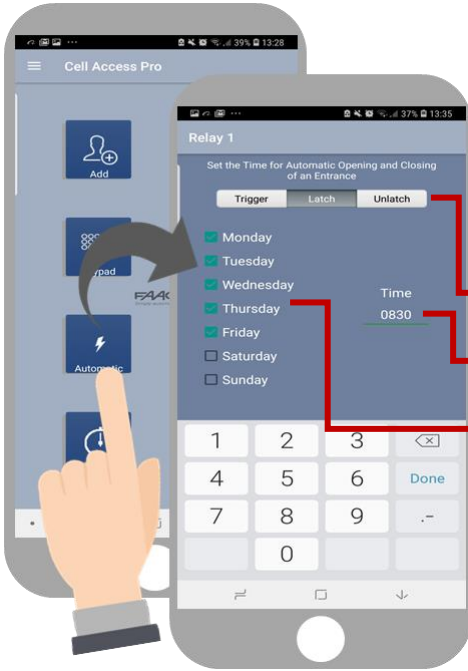 39% 13:28
Cell Access Pro
Add
ypad
FAAC
Automatic
37% 13:35
Relay 1
Set the Time for Automatic Opening and Closing
of an Entrance
Trigger Latch Unlatch
Monday
Tuesday
Wednesday
Thursday
Friday
Saturday
Sunday
Time
0830
1 2 3
4 5 6 Done
7 8 9 .-
0